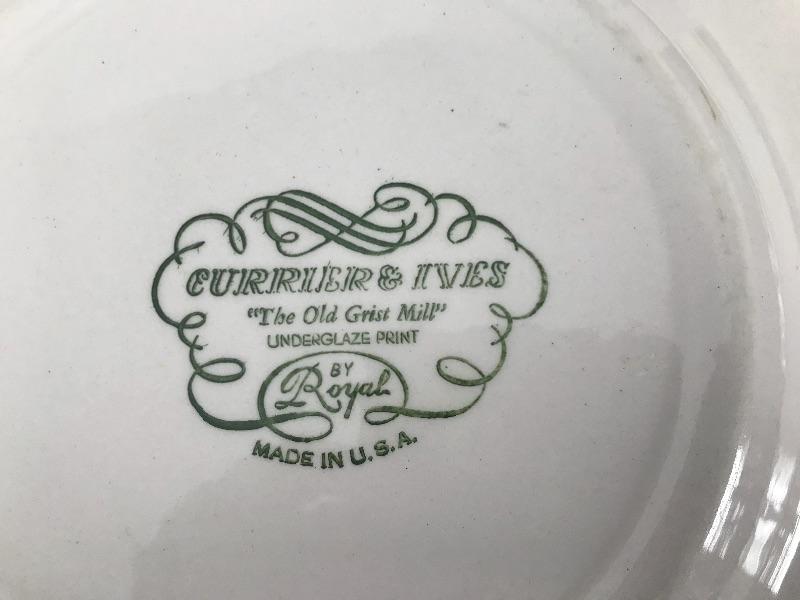 CURRIER & IVES
"The Old Grist Mill"
UNDERGLAZE PRINT
BY
Royal
MADE IN U.S.A.